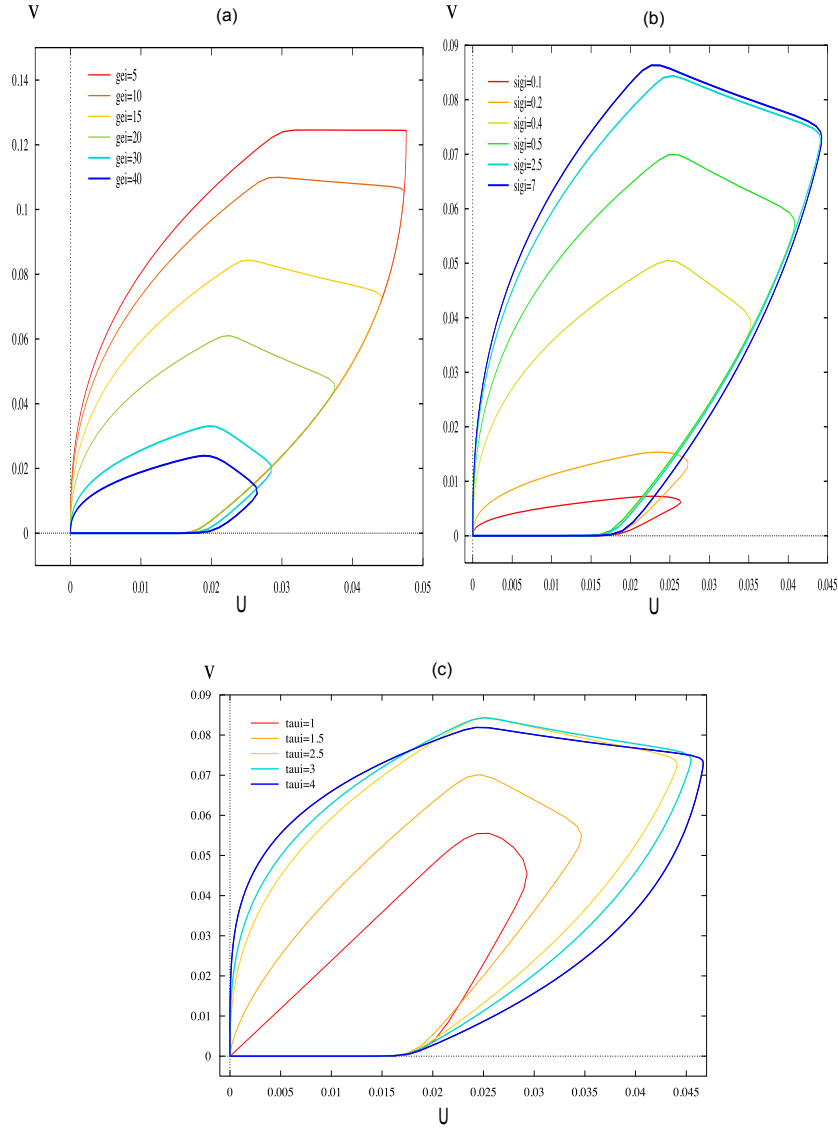 (a)
V
0.15
0.1
0.08
0.06
0.04
0.02
0
gei=5
gei=10
gei=15
gei=20
gei=30
gei=40
0
0.01
0.02
0.03
0.04
0.05
U
(b)
V
0.09
0.08
0.07
0.06
0.05
0.04
0.03
0.02
0.01
0
sigi=0.1
sigi=0.2
sigi=0.4
sigi=0.5
sigi=2.5
sigi=7
0
0.005
0.01
0.015
0.02
0.025
0.03
0.035
0.04
0.045
U
(c)
V
0.09
0.08
0.07
0.06
0.05
0.04
0.03
0.02
0.01
0
taui=1
taui=1.5
taui=2.5
taui=3
taui=4
0
0.005
0.01
0.015
0.02
0.025
0.03
0.035
0.04
0.045
U